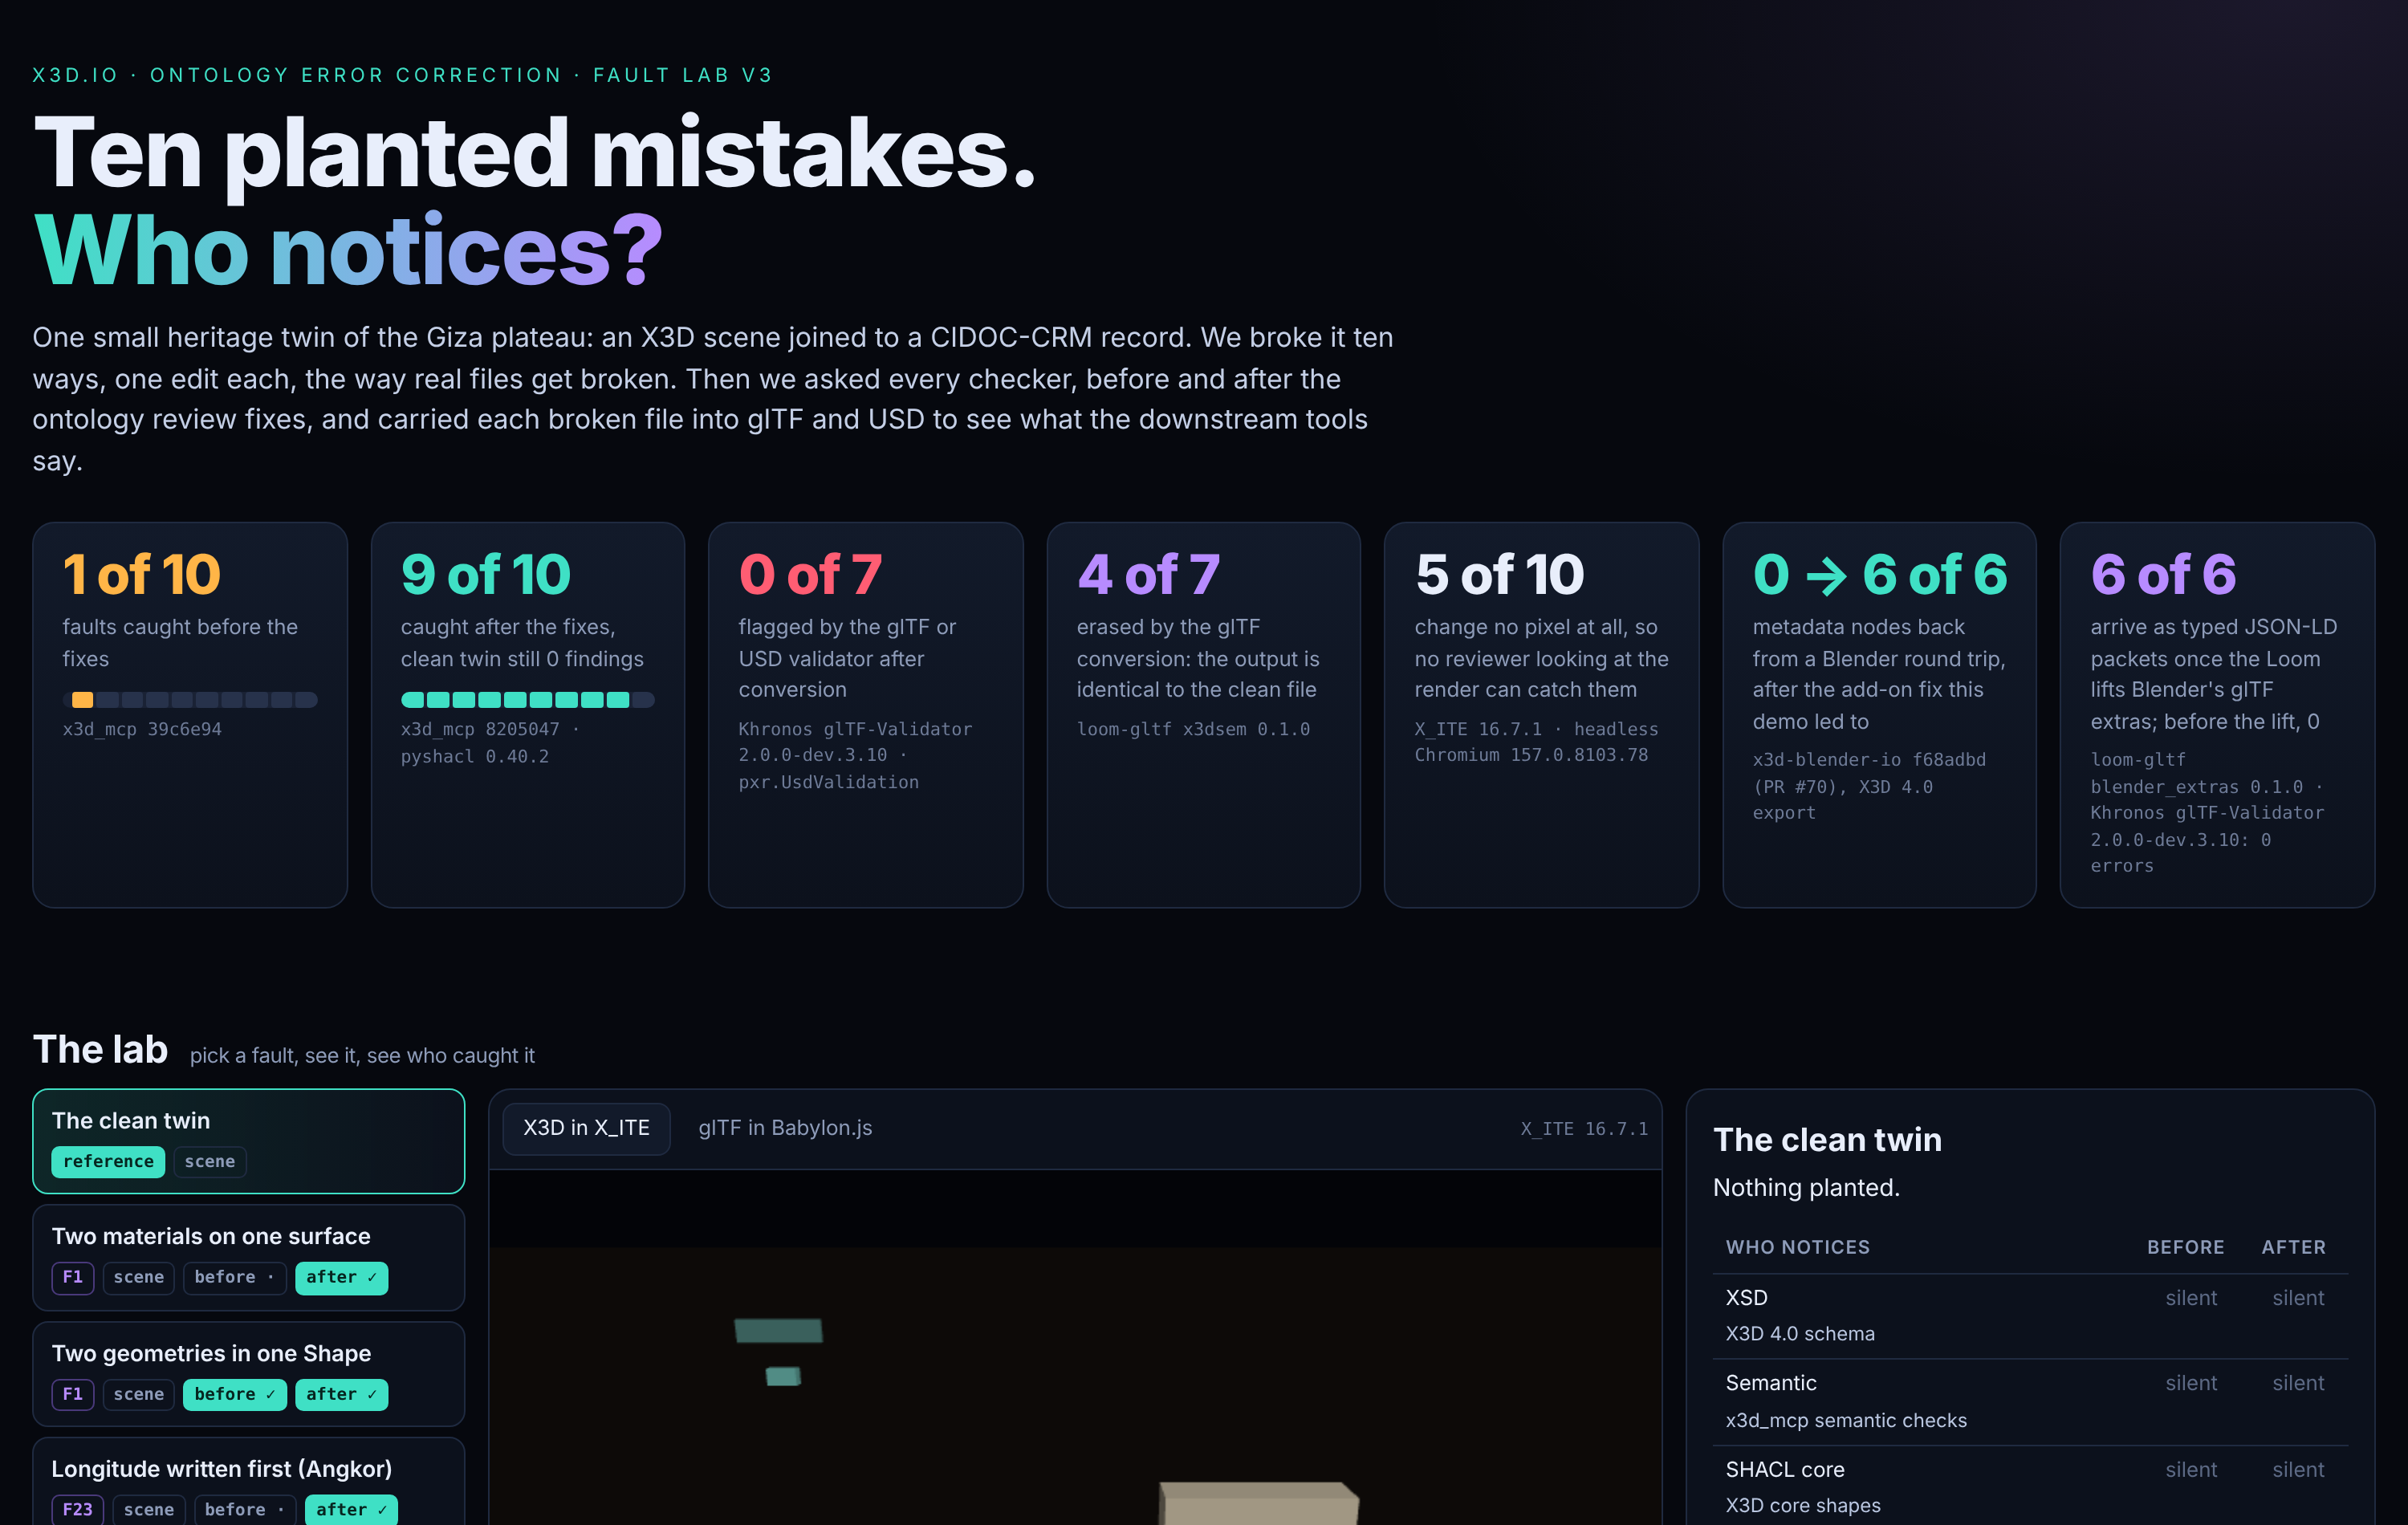 X3D.IO · ONTOLOGY ERROR CORRECTION · FAULT LAB V3
Ten planted mistakes.
Who notices?
One small heritage twin of the Giza plateau: an X3D scene joined to a CIDOC-CRM record. We broke it ten
ways, one edit each, the way real files get broken. Then we asked every checker, before and after the
ontology review fixes, and carried each broken file into glTF and USD to see what the downstream tools
say.
1 of 10
faults caught before the
fixes
x3d_mcp 39c6e94
9 of 10
caught after the fixes,
clean twin still 0 findings
x3d_mcp 8205047 ·
pyshacl 0.40.2
0 of 7
flagged by the glTF or
USD validator after
conversion
Khronos glTF-Validator
2.0.0-dev.3.10 ·
pxr.UsdValidation
4 of 7
erased by the glTF
conversion: the output is
identical to the clean file
loom-gltf x3dsem 0.1.0
5 of 10
change no pixel at all, so
no reviewer looking at the
render can catch them
X_ITE 16.7.1 · headless
Chromium 157.0.8103.78
0 → 6 of 6
metadata nodes back
from a Blender round trip,
after the add-on fix this
demo led to
x3d-blender-io f68adbd
(PR #70), X3D 4.0
export
6 of 6
arrive as typed JSON-LD
packets once the Loom
lifts Blender's glTF
extras; before the lift, 0
loom-gltf
blender_extras 0.1.0 ·
Khronos glTF-Validator
2.0.0-dev.3.10: 0
errors
The lab pick a fault, see it, see who caught it
The clean twin
reference scene
Two materials on one surface
F1 scene before · after ✓
Two geometries in one Shape
F1 scene before ✓ after ✓
Longitude written first (Angkor)
F23 scene before · after ✓
X3D in X_ITE glTF in Babylon.js X_ITE 16.7.1
The clean twin
Nothing planted.
WHO NOTICES BEFORE AFTER
XSD silent silent
X3D 4.0 schema
Semantic silent silent
x3d_mcp semantic checks
SHACL core silent silent
X3D core shapes